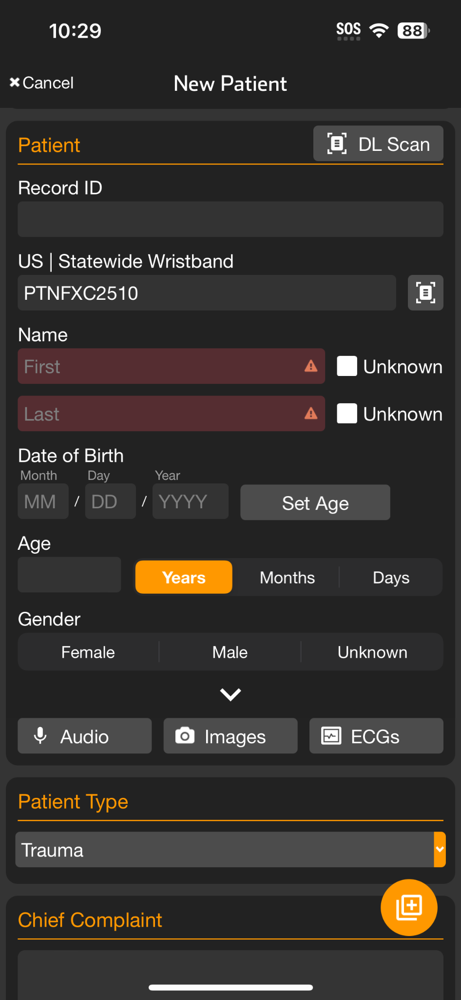 10:29
SOS
88
Cancel
New Patient
Patient
DL Scan
Record ID
US | Statewide Wristband
PTNFXC2510
Name
First
Unknown
Last
Unknown
Date of Birth
Month Day Year
MM / DD / YYYY
Set Age
Age
Years Months Days
Gender
Female Male Unknown
Audio Images ECGs
Patient Type
Trauma
Chief Complaint